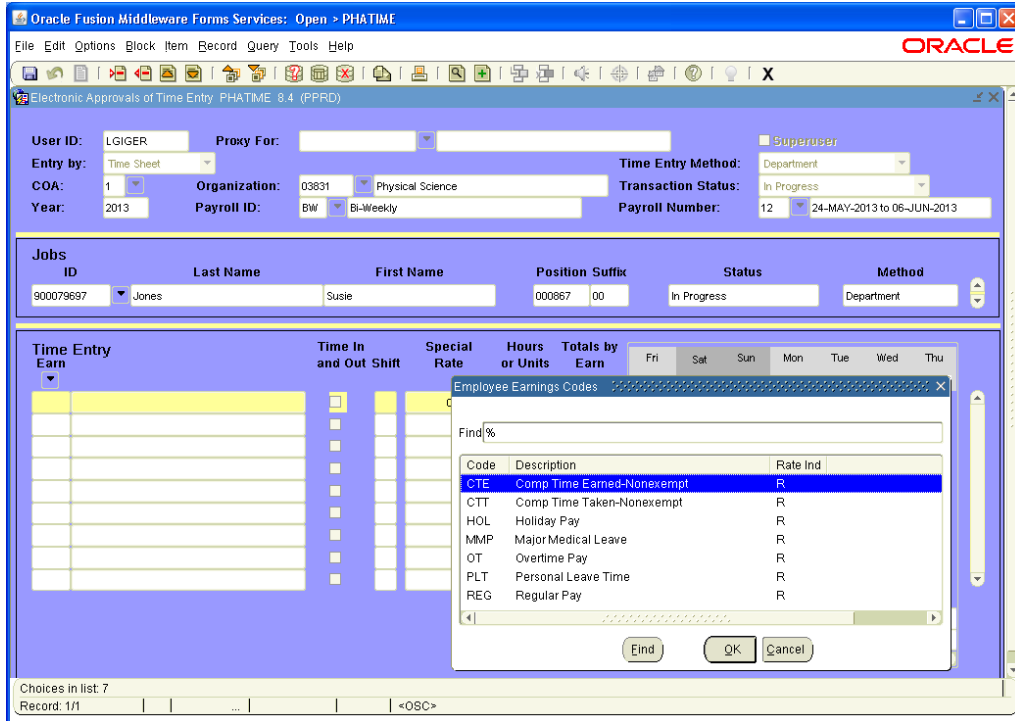 Oracle Fusion Middleware Forms Services: Open > PHATIME
File Edit Options Block Item Record Query Tools Help
ORACLE
X
Electronic Approvals of Time Entry PHATIME 8.4 (PPRD)
User ID: LGIGER Proxy For: Superuser
Entry by: Time Sheet Time Entry Method: Department
COA: 1 Organization: 03831 Physical Science Transaction Status: In Progress
Year: 2013 Payroll ID: BW Bi-Weekly Payroll Number: 12 24-MAY-2013 to 06-JUN-2013
Jobs
ID Last Name First Name Position Suffix Status Method
900079697 Jones Susie 000867 00 In Progress Department
Time Entry
Earn Time In and Out Shift Special Rate Hours or Units Totals by Earn Fri Sat Sun Mon Tue Wed Thu
Employee Earnings Codes
Find %
Code Description Rate Ind
CTE Comp Time Earned-Nonexempt R
CTT Comp Time Taken-Nonexempt R
HOL Holiday Pay R
MMP Major Medical Leave R
OT Overtime Pay R
PLT Personal Leave Time R
REG Regular Pay R
Find OK Cancel
Choices in list: 7
Record: 1/1 ... <OSC>